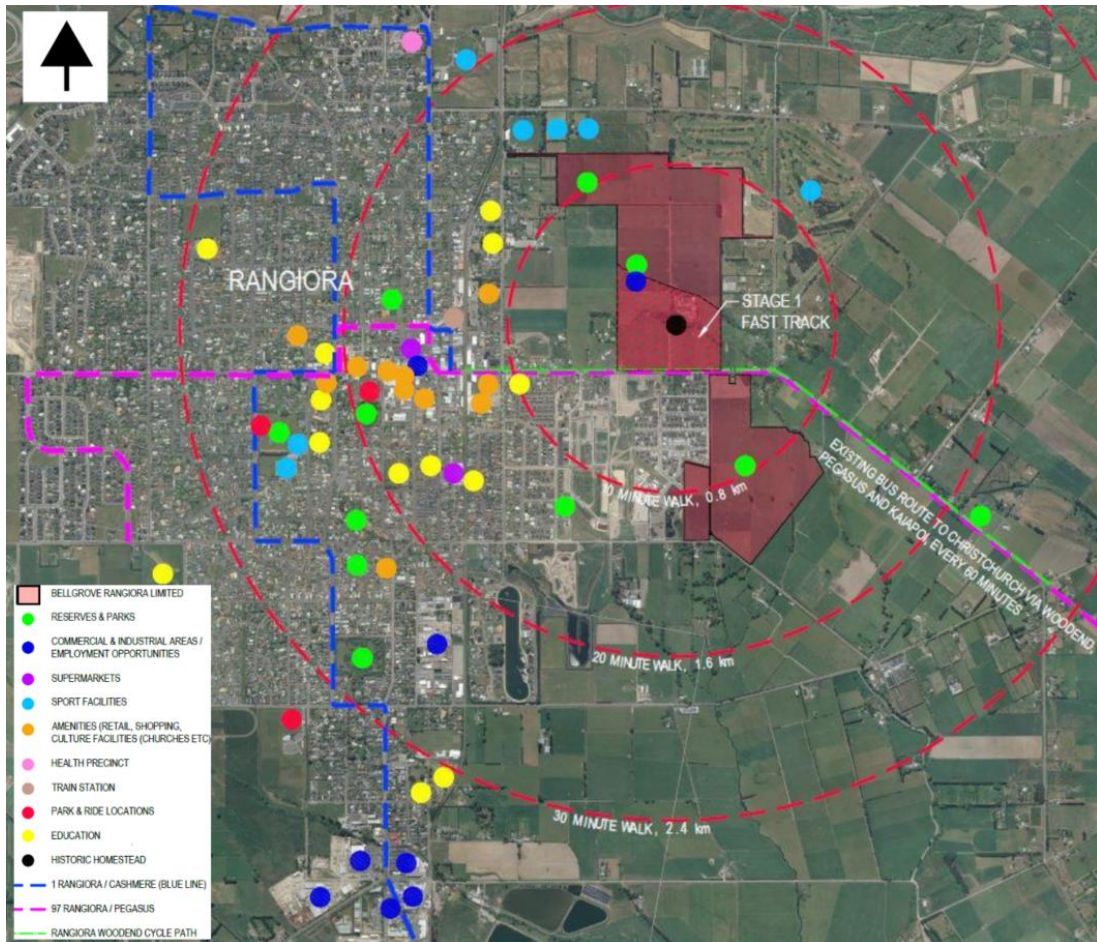 RANGIORA
STAGE 1
FAST TRACK
10 MINUTE WALK, 0.8 km
EXISTING BUS ROUTE TO CHRISTCHURCH VIA WOODEND,
PEGASUS AND KAIAPOI, EVERY 60 MINUTES
20 MINUTE WALK, 1.6 km
30 MINUTE WALK, 2.4 km
BELLGROVE RANGIORA LIMITED
RESERVES & PARKS
COMMERCIAL & INDUSTRIAL AREAS /
EMPLOYMENT OPPORTUNITIES
SUPERMARKETS
SPORT FACILITIES
AMENITIES (RETAIL, SHOPPING,
CULTURE FACILITIES (CHURCHES ETC)
HEALTH PRECINCT
TRAIN STATION
PARK & RIDE LOCATIONS
EDUCATION
HISTORIC HOMESTEAD
1 RANGIORA / CASHMERE (BLUE LINE)
97 RANGIORA / PEGASUS
RANGIORA WOODEND CYCLE PATH